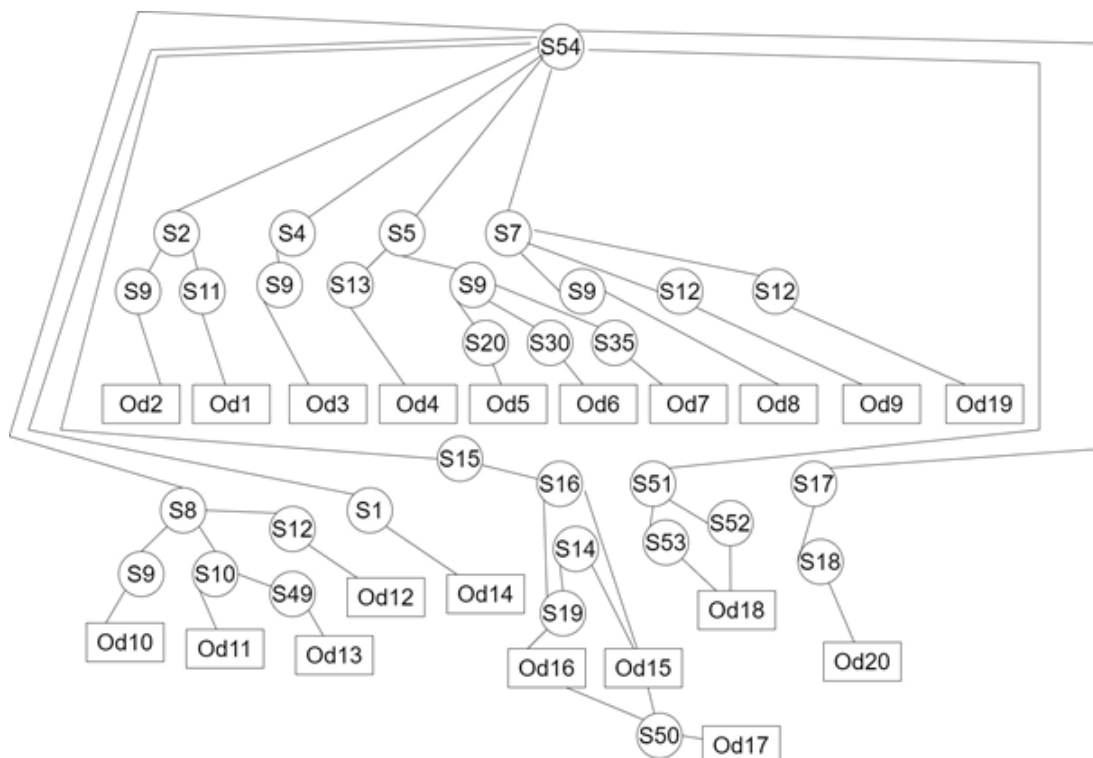 S54
S2
S4
S5
S7
S9
S11
S9
S13
S9
S9
S12
S12
S20
S30
S35
Od2
Od1
Od3
Od4
Od5
Od6
Od7
Od8
Od9
Od19
S15
S16
S51
S17
S8
S1
S12
S14
S53
S52
S18
S9
S10
S49
Od12
Od14
S19
Od18
Od10
Od11
Od13
Od16
Od15
Od20
S50
Od17